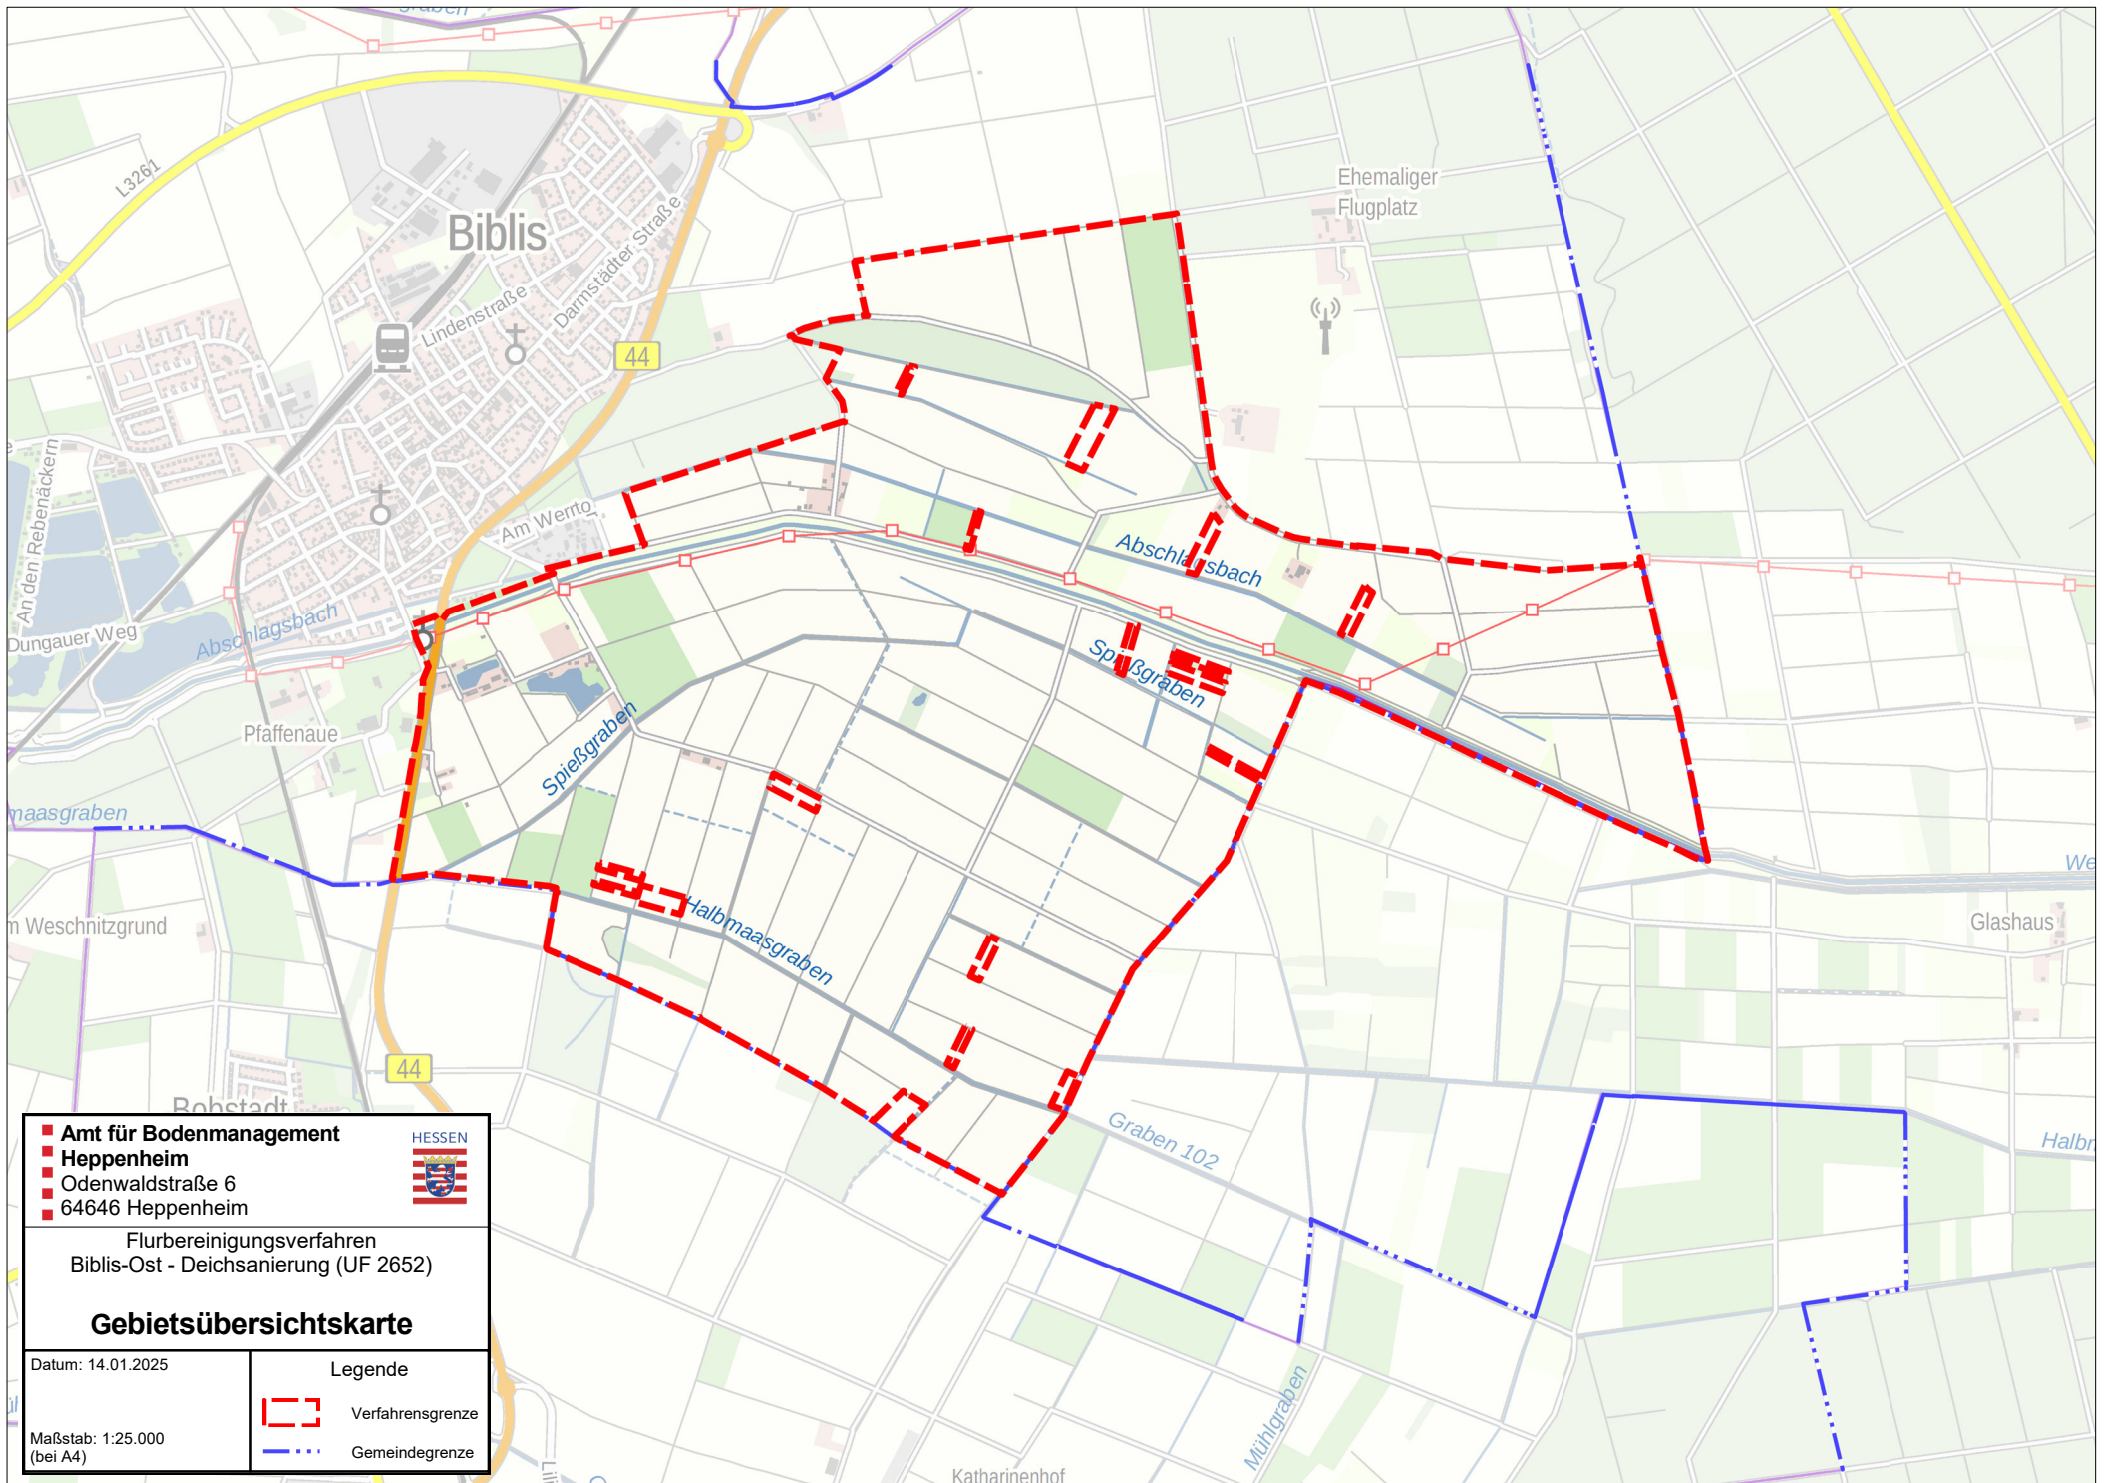 graben
L3261
Biblis
Darmstädter Straße
Lindenstraße
44
Ehemaliger
Flugplatz
An den Rebenäckern
Am Werrto
Dungauer Weg
Abschlagsbach
Abschlagsbach
Spießgraben
Pfaffenaue
Spießgraben
maasgraben
We
m Weschnitzgrund
Halbmaasgraben
Glashaus
44
Bobstadt
Graben 102
Halbr
Mühlgraben
Katharinenhof
Amt für Bodenmanagement
Heppenheim
Odenwaldstraße 6
64646 Heppenheim
HESSEN
Flurbereinigungsverfahren
Biblis-Ost - Deichsanierung (UF 2652)
Gebietsübersichtskarte
Datum: 14.01.2025
Maßstab: 1:25.000
(bei A4)
Legende
Verfahrensgrenze
Gemeindegrenze